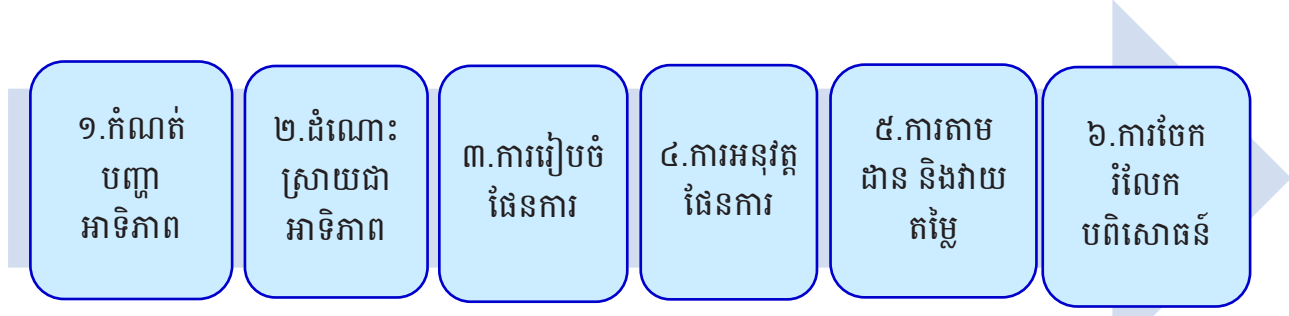 ១.កំណត់
បញ្ហា
អាទិភាព
២.ដំណោះ
ស្រាយជា
អាទិភាព
៣.ការរៀបចំ
ផែនការ
៤.ការអនុវត្ត
ផែនការ
៥.ការតាម
ដាន និងវាយ
តម្លៃ
៦.ការចែក
រំលែក
បពិសោធន៍